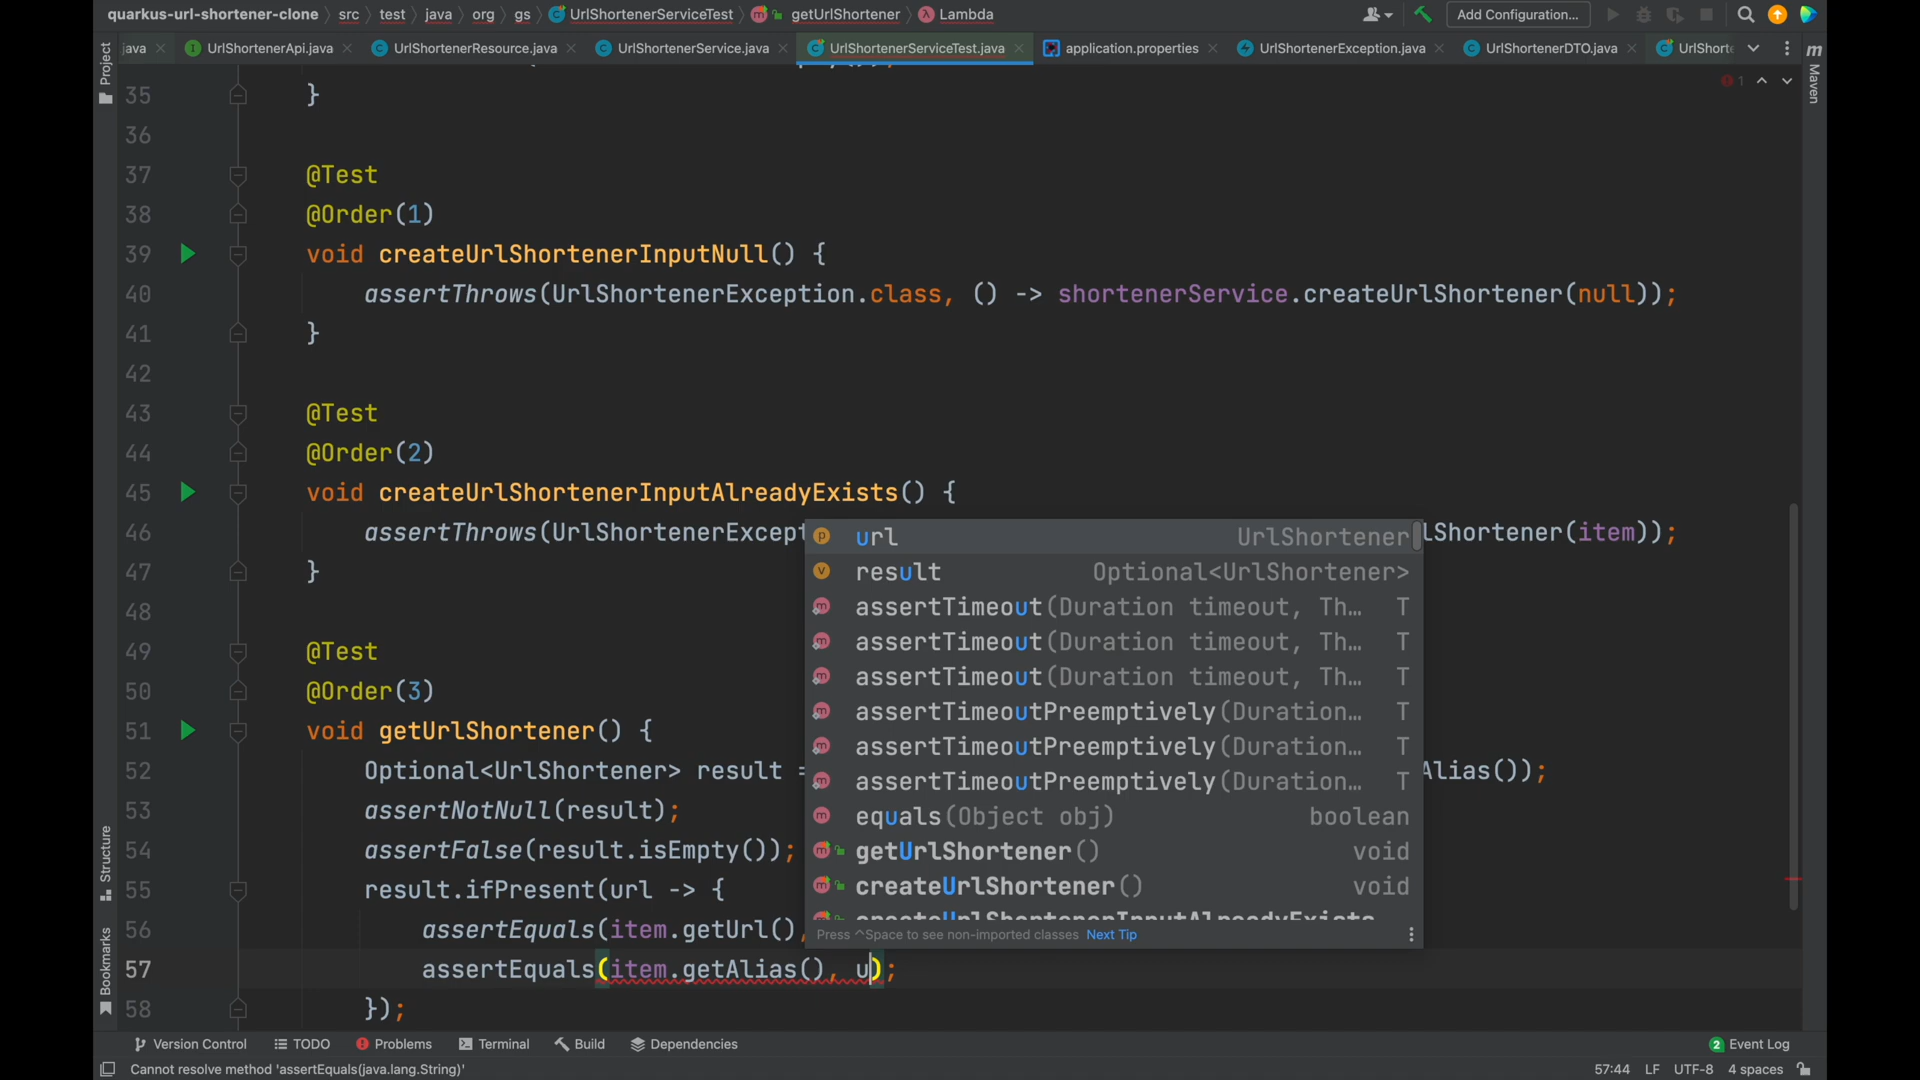 quarkus-url-shortener-clone src test java org gs UrlShortenerServiceTest getUrlShortener Lambda Add Configuration...
java UrlShortenerApi.java UrlShortenerResource.java UrlShortenerService.java UrlShortenerServiceTest.java application.properties UrlShortenerException.java UrlShortenerDTO.java UrlShorte
Project
Maven
1
35 }
36
37 @Test
38 @Order(1)
39 void createUrlShortenerInputNull() {
40 assertThrows(UrlShortenerException.class, () -> shortenerService.createUrlShortener(null));
41 }
42
43 @Test
44 @Order(2)
45 void createUrlShortenerInputAlreadyExists() {
46 assertThrows(UrlShortenerExcep lShortener(item));
47 }
48
49 @Test
50 @Order(3)
51 void getUrlShortener() {
52 Optional<UrlShortener> result = Alias());
53 assertNotNull(result);
54 assertFalse(result.isEmpty());
55 result.ifPresent(url -> {
56 assertEquals(item.getUrl(),
57 assertEquals(item.getAlias(), u);
58 });
url UrlShortener
result Optional<UrlShortener>
assertTimeout(Duration timeout, Th… T
assertTimeout(Duration timeout, Th… T
assertTimeout(Duration timeout, Th… T
assertTimeoutPreemptively(Duration… T
assertTimeoutPreemptively(Duration… T
assertTimeoutPreemptively(Duration… T
equals(Object obj) boolean
getUrlShortener() void
createUrlShortener() void
createUrlShortenerInputAlreadyExists
Press ^Space to see non-imported classes Next Tip
Structure
Bookmarks
Version Control TODO Problems Terminal Build Dependencies 2 Event Log
Cannot resolve method 'assertEquals(java.lang.String)' 57:44 LF UTF-8 4 spaces